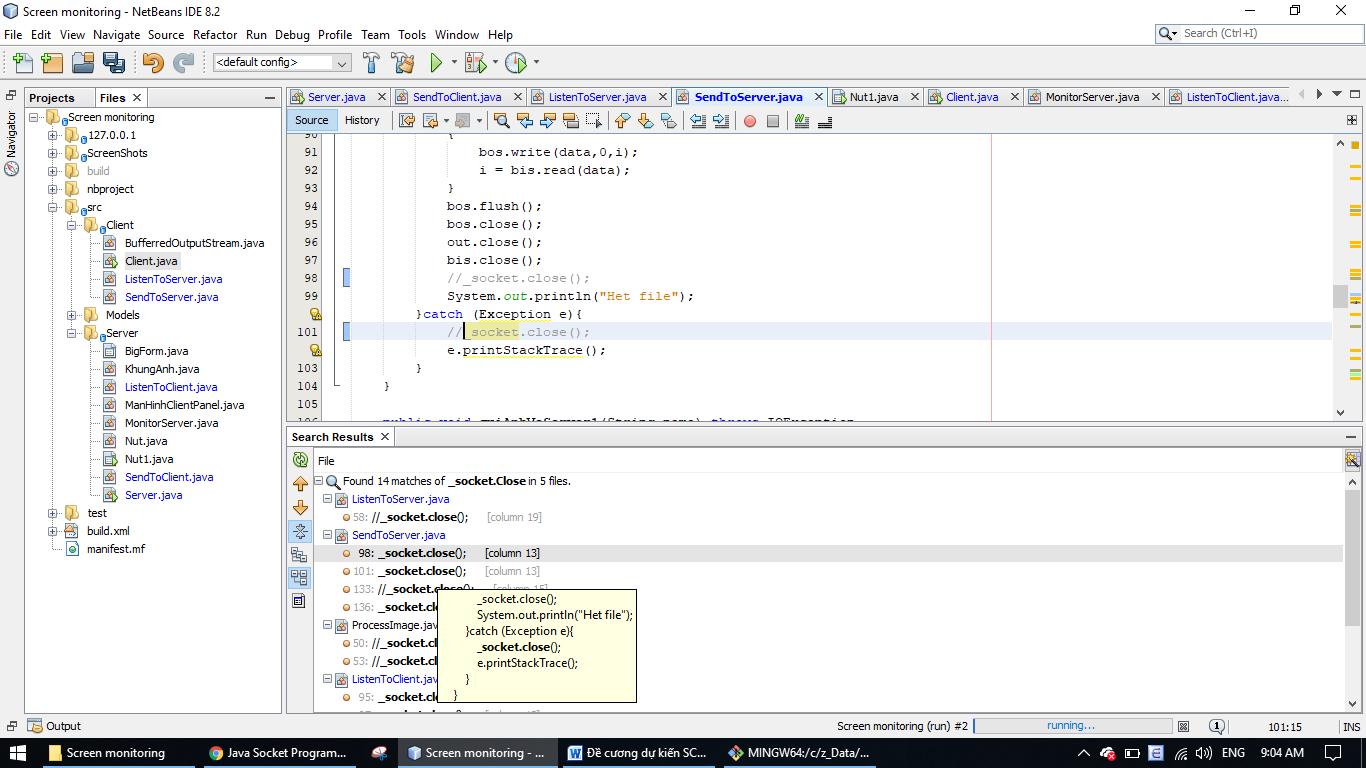 Screen monitoring - NetBeans IDE 8.2
File Edit View Navigate Source Refactor Run Debug Profile Team Tools Window Help
Search (Ctrl+I)
<default config>
Projects Files
Server.java SendToClient.java ListenToServer.java SendToServer.java Nut1.java Client.java MonitorServer.java ListenToClient.java...
Source History
Navigator
Screen monitoring
127.0.0.1
ScreenShots
build
nbproject
src
Client
BufferredOutputStream.java
Client.java
ListenToServer.java
SendToServer.java
Models
Server
BigForm.java
KhungAnh.java
ListenToClient.java
ManHinhClientPanel.java
MonitorServer.java
Nut.java
Nut1.java
SendToClient.java
Server.java
test
build.xml
manifest.mf
90 {
91 bos.write(data,0,i);
92 i = bis.read(data);
93 }
94 bos.flush();
95 bos.close();
96 out.close();
97 bis.close();
98 //_socket.close();
99 System.out.println("Het file");
}catch (Exception e){
101 //_socket.close();
e.printStackTrace();
103 }
104 }
105
106 public void guiAnhVeServer1(String name) throws IOException
Search Results
File
Found 14 matches of _socket.Close in 5 files.
ListenToServer.java
58: //_socket.close(); [column 19]
SendToServer.java
98: _socket.close(); [column 13]
101: _socket.close(); [column 13]
133: //_socket.close(); [column 15]
136: _socket.cl
ProcessImage.jav
50: //_socket.cl
53: //_socket.cl
ListenToClient.jav
95: _socket.cl
_socket.close();
System.out.println("Het file");
}catch (Exception e){
_socket.close();
e.printStackTrace();
}
}
Output
Screen monitoring (run) #2 running... 1 101:15 INS
Screen monitoring Java Socket Program... Screen monitoring - ... Đề cương dự kiến SC... MINGW64:/c/z_Data/... ENG 9:04 AM